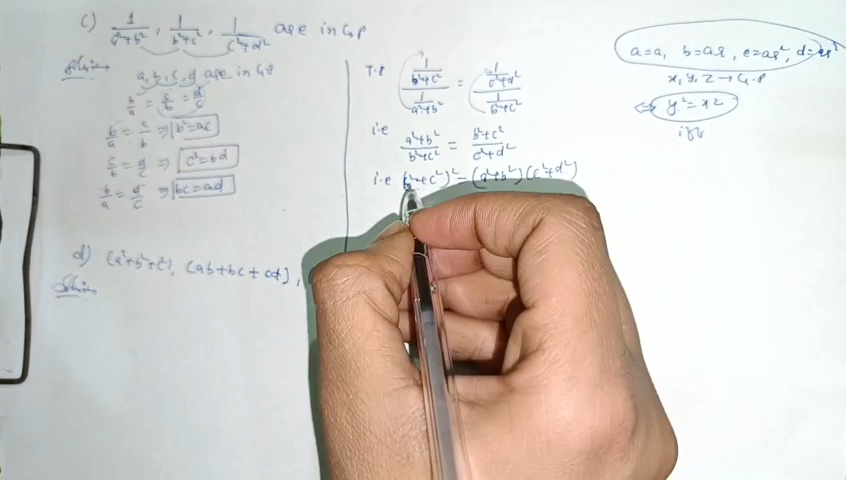 c) 1/(a²+b²), 1/(b²+c²), 1/(c²+d²) are in G.P
Solⁿ:
a, b, c, d are in G.P
b/a = c/b = d/c
b/a = c/b ⇒ b² = ac
c/b = d/c ⇒ c² = bd
b/a = d/c ⇒ bc = ad
T.P (1/(b²+c²))/(1/(a²+b²)) = (1/(c²+d²))/(1/(b²+c²))
i.e (a²+b²)/(b²+c²) = (b²+c²)/(c²+d²)
i.e (b²+c²)² = (a²+b²)(c²+d²)
a=a, b=ar, c=ar², d=ar³
x, y, z → G.P
⇔ y² = xz
iff
d) (a²+b²+c²), (ab+bc+cd),
Solⁿ: